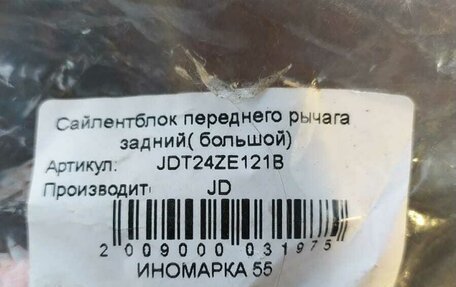 Сайлентблок переднего рычага
задний( большой)
Артикул: JDT24ZE121B
Производит JD
2 009000 031975
ИНОМАРКА 55